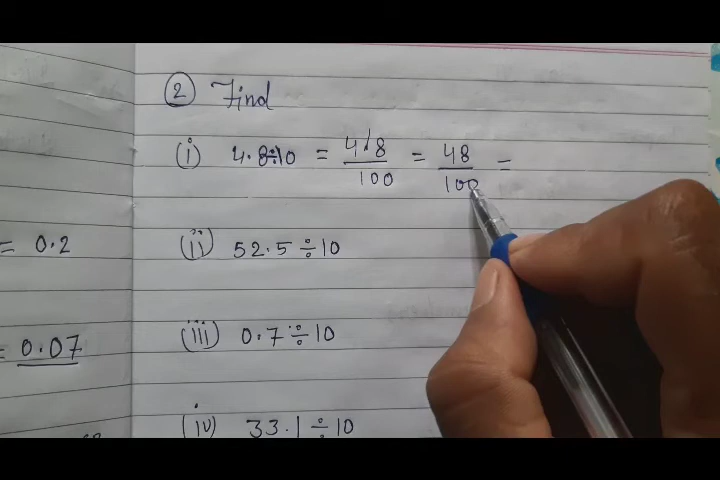 ② Find
(i) 4.8÷10 = 4.8/100 = 48/100 =
= 0.2
(ii) 52.5 ÷ 10
(iii) 0.7 ÷ 10
= 0.07
(iv) 33.1 ÷ 10